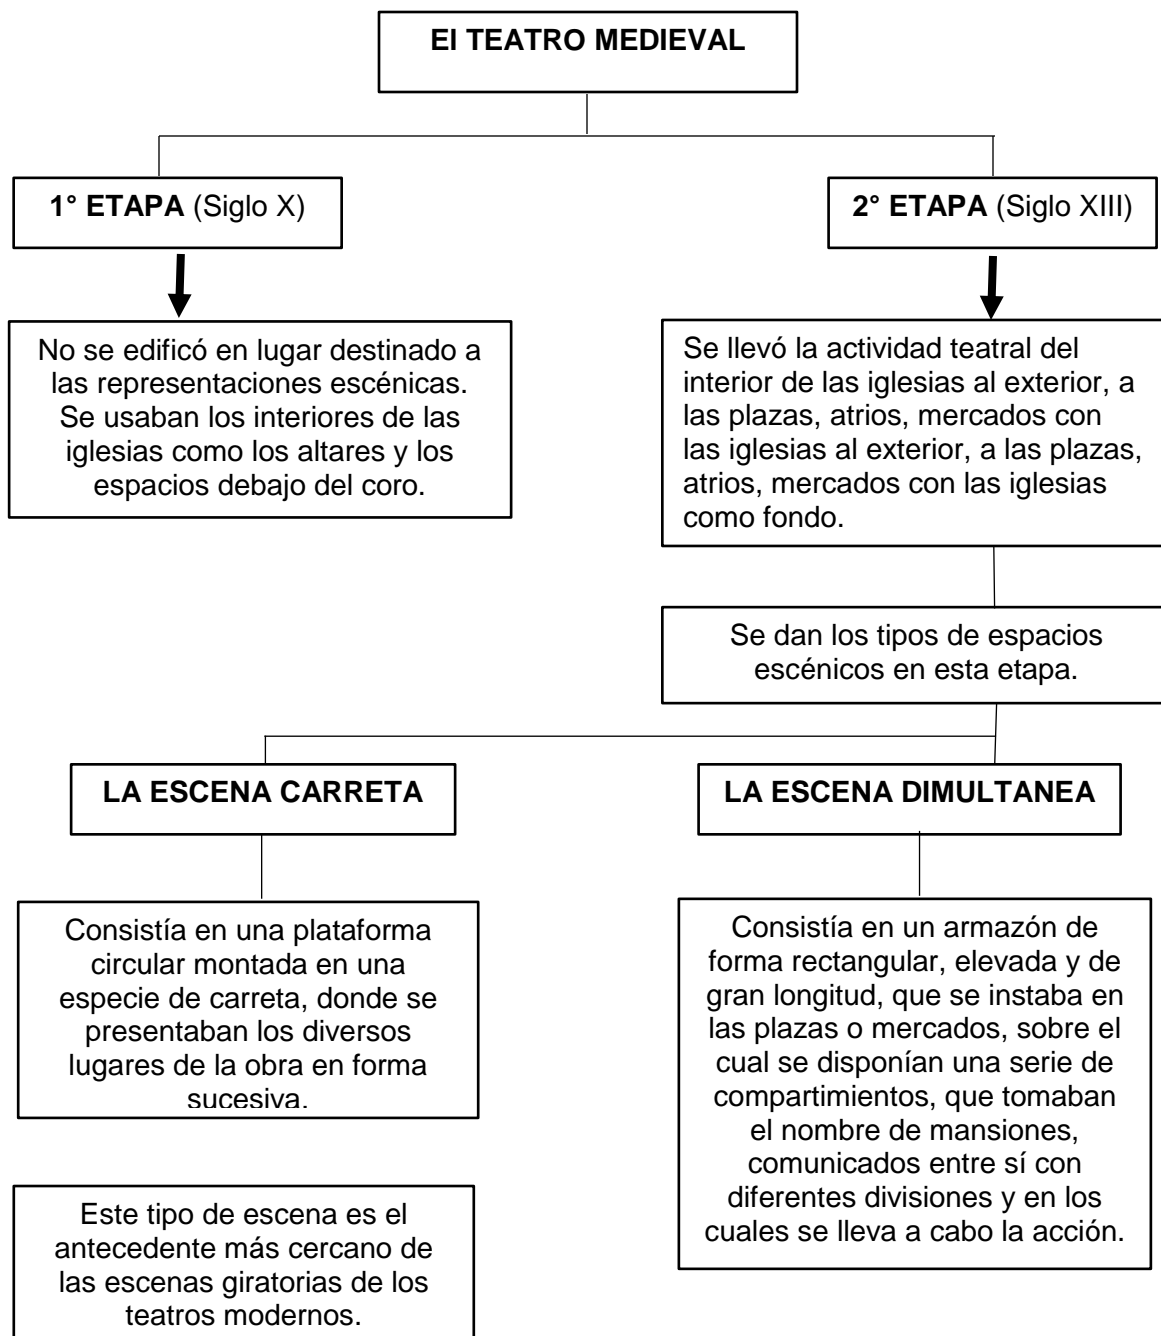 El TEATRO MEDIEVAL
1° ETAPA (Siglo X)
2° ETAPA (Siglo XIII)
No se edificó en lugar destinado a
las representaciones escénicas.
Se usaban los interiores de las
iglesias como los altares y los
espacios debajo del coro.
Se llevó la actividad teatral del
interior de las iglesias al exterior, a
las plazas, atrios, mercados con
las iglesias al exterior, a las plazas,
atrios, mercados con las iglesias
como fondo.
Se dan los tipos de espacios
escénicos en esta etapa.
LA ESCENA CARRETA
LA ESCENA DIMULTANEA
Consistía en una plataforma
circular montada en una
especie de carreta, donde se
presentaban los diversos
lugares de la obra en forma
sucesiva.
Este tipo de escena es el
antecedente más cercano de
las escenas giratorias de los
teatros modernos.
Consistía en un armazón de
forma rectangular, elevada y de
gran longitud, que se instaba en
las plazas o mercados, sobre el
cual se disponían una serie de
compartimientos, que tomaban
el nombre de mansiones,
comunicados entre sí con
diferentes divisiones y en los
cuales se lleva a cabo la acción.